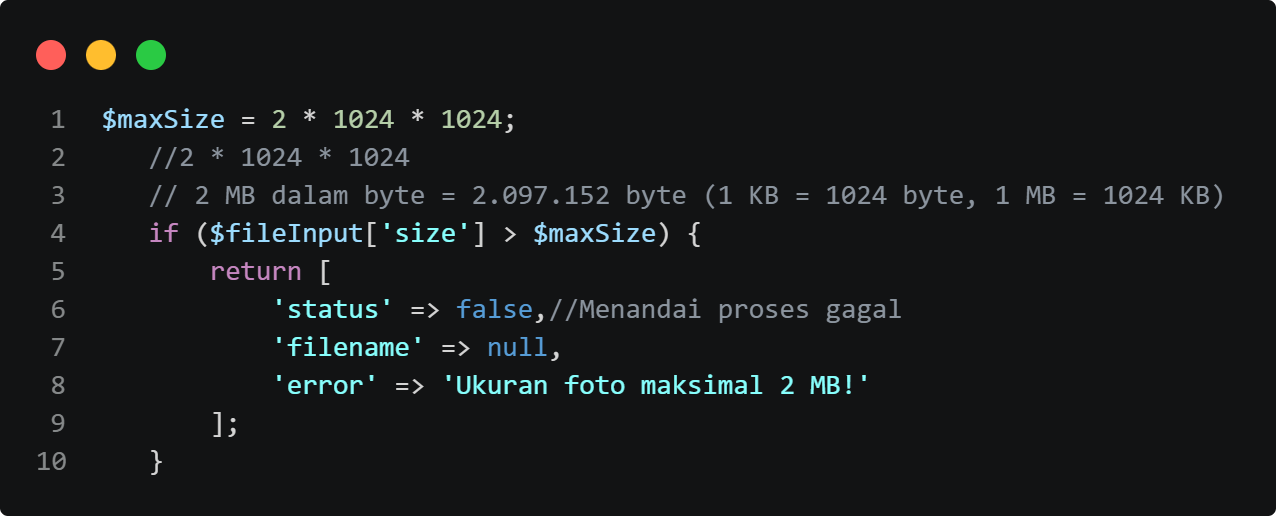 1 $maxSize = 2 * 1024 * 1024;
2 //2 * 1024 * 1024
3 // 2 MB dalam byte = 2.097.152 byte (1 KB = 1024 byte, 1 MB = 1024 KB)
4 if ($fileInput['size'] > $maxSize) {
5 return [
6 'status' => false,//Menandai proses gagal
7 'filename' => null,
8 'error' => 'Ukuran foto maksimal 2 MB!'
9 ];
10 }